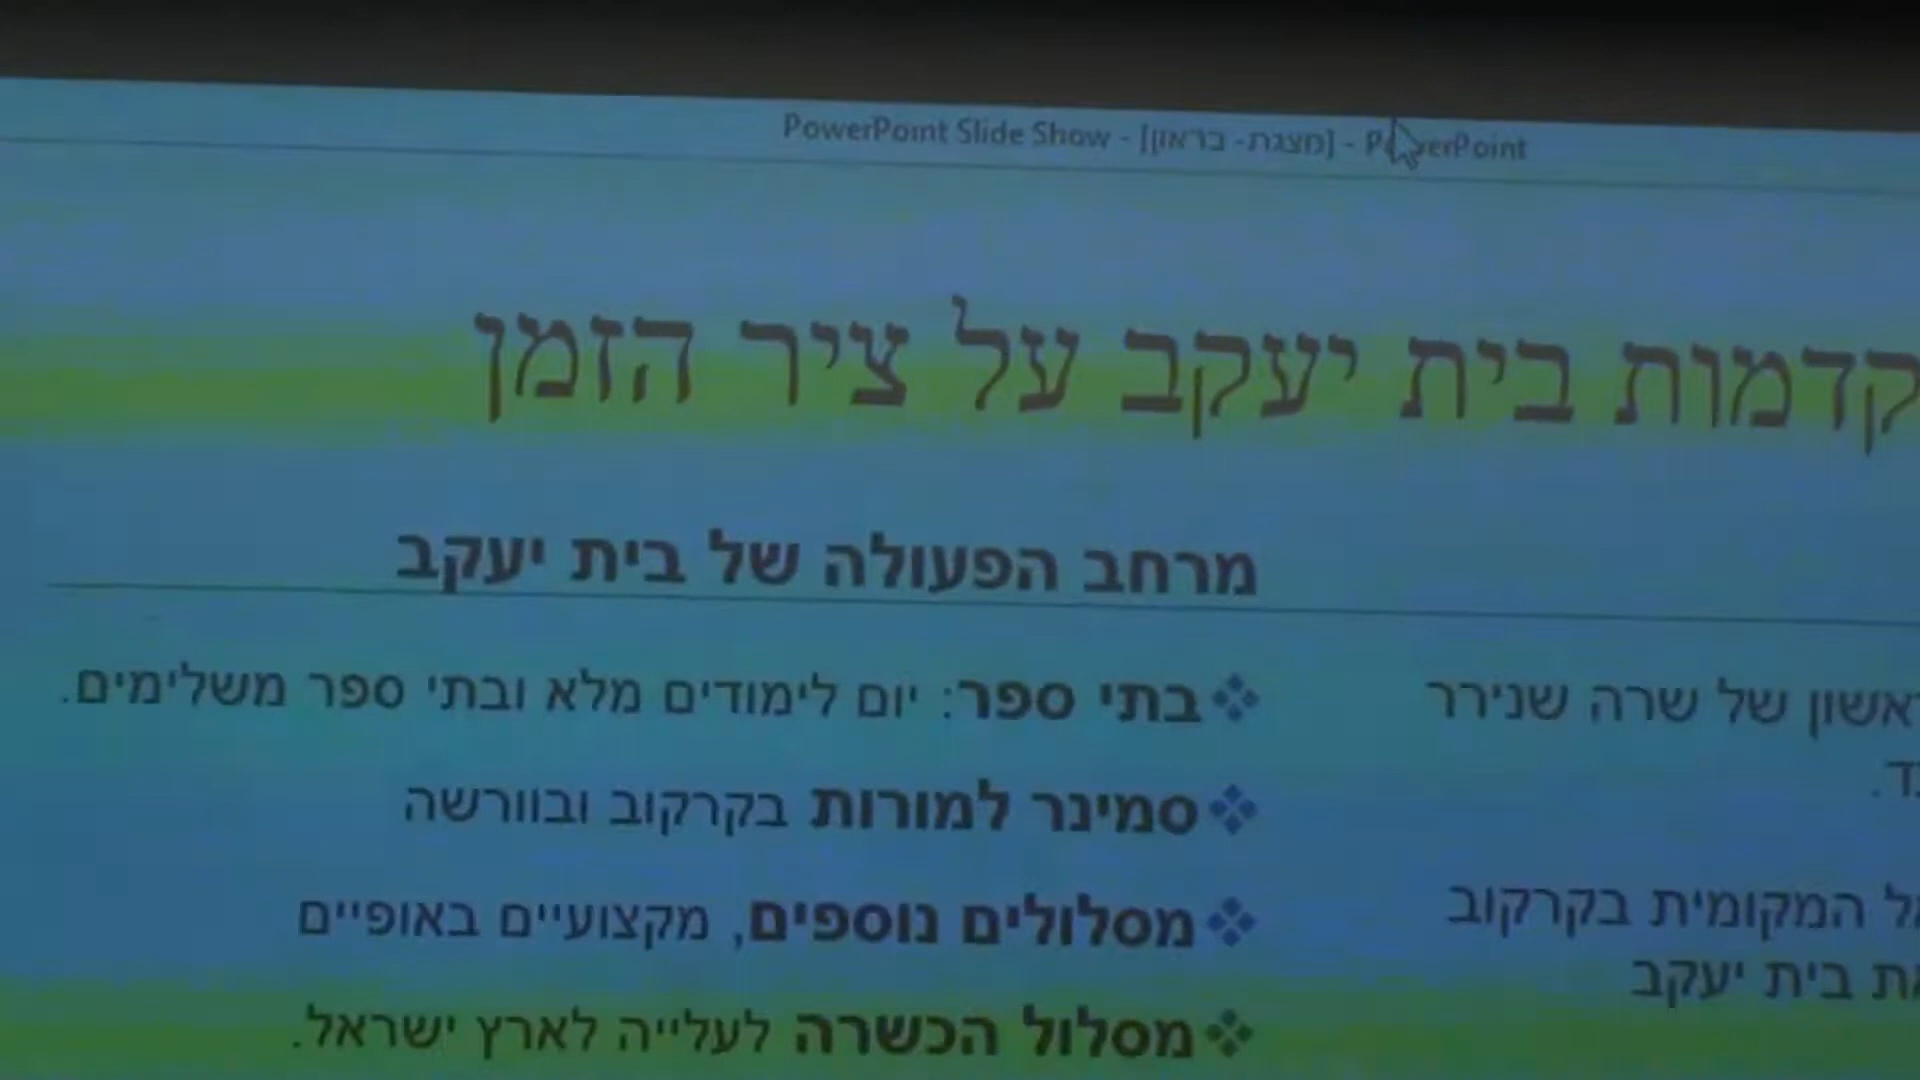 PowerPoint Slide Show - [מצגת- בראון] - PowerPoint
קדמות בית יעקב על ציר הזמן
מרחב הפעולה של בית יעקב
❖ בתי ספר: יום לימודים מלא ובתי ספר משלימים.
❖ סמינר למורות בקרקוב ובוורשה
❖ מסלולים נוספים, מקצועיים באופיים
❖ מסלול הכשרה לעלייה לארץ ישראל.
של שרה שנירר
המקומית בקרקוב
בית יעקב